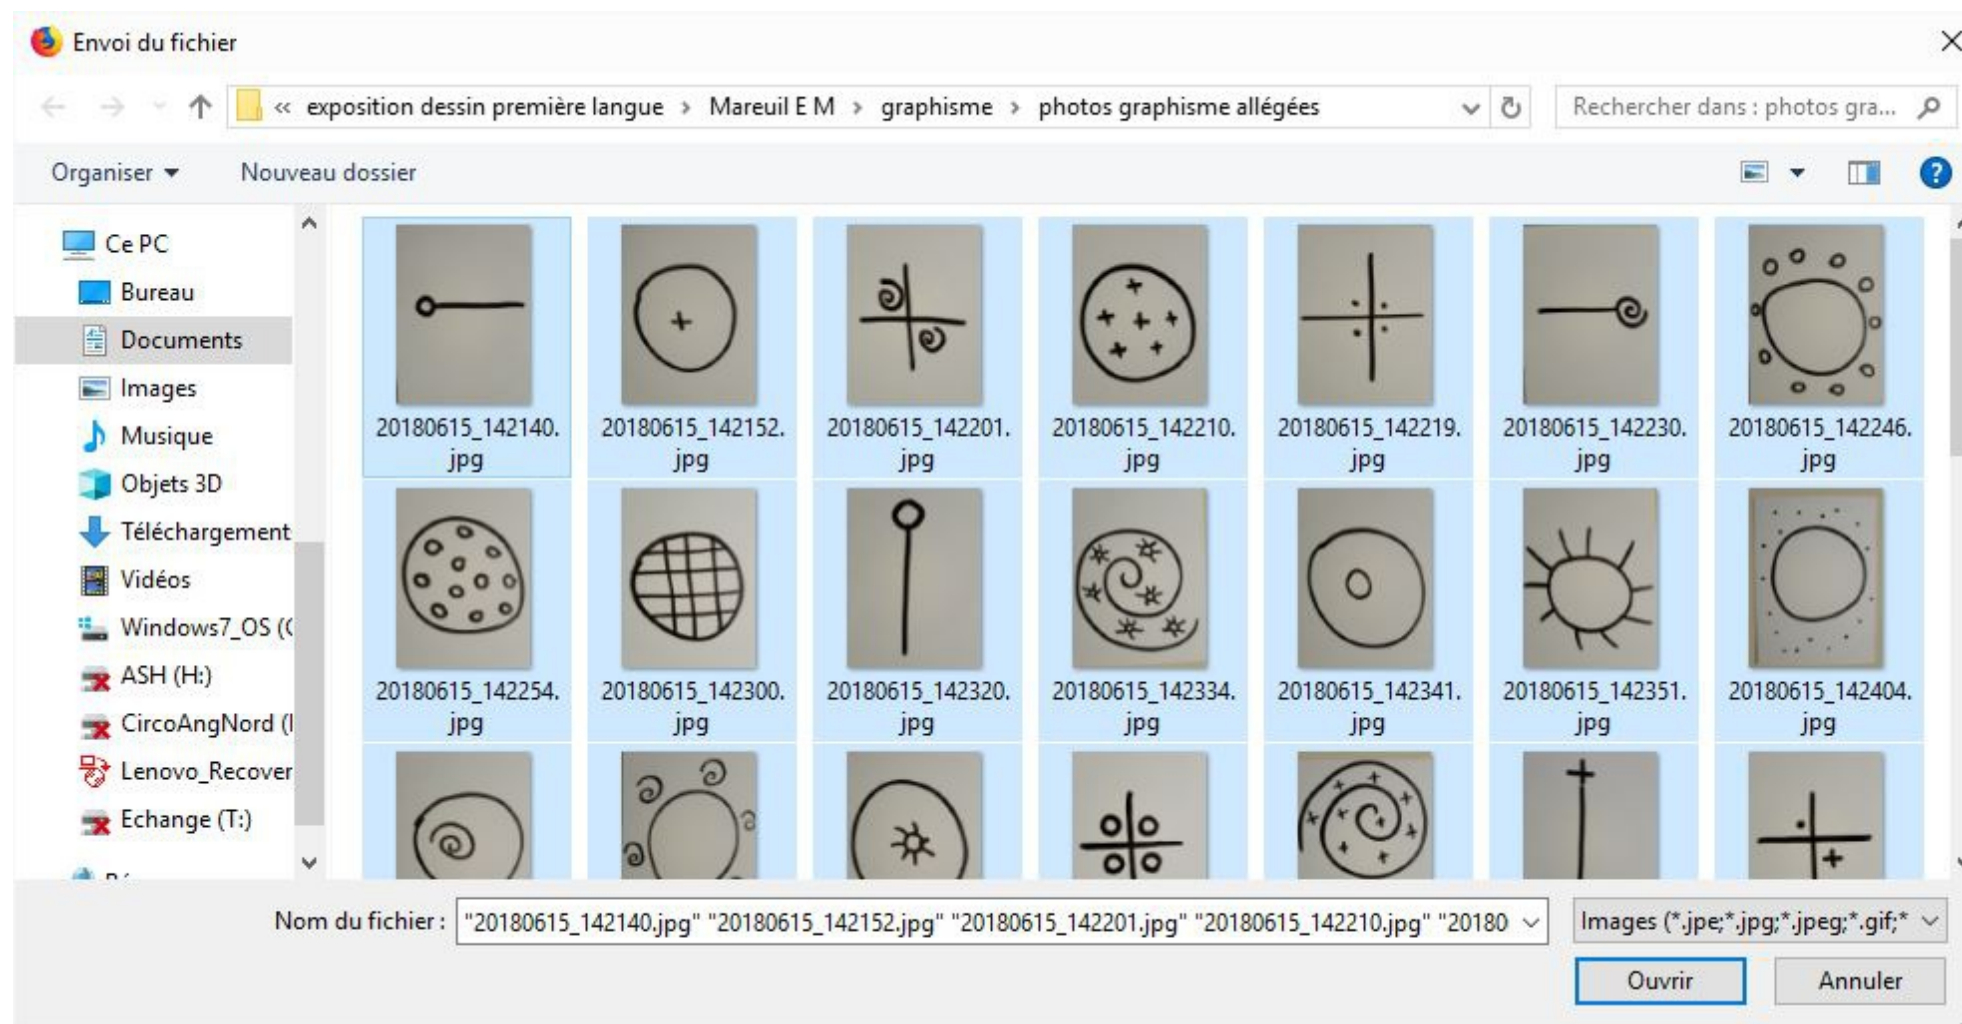 Envoi du fichier
« exposition dessin première langue › Mareuil E M › graphisme › photos graphisme allégées
Rechercher dans : photos gra...
Organiser
Nouveau dossier
Ce PC
Bureau
Documents
Images
Musique
Objets 3D
Téléchargement
Vidéos
Windows7_OS (
ASH (H:)
CircoAngNord (
Lenovo_Recover
Echange (T:)
20180615_142140.
jpg
20180615_142152.
jpg
20180615_142201.
jpg
20180615_142210.
jpg
20180615_142219.
jpg
20180615_142230.
jpg
20180615_142246.
jpg
20180615_142254.
jpg
20180615_142300.
jpg
20180615_142320.
jpg
20180615_142334.
jpg
20180615_142341.
jpg
20180615_142351.
jpg
20180615_142404.
jpg
Nom du fichier :
"20180615_142140.jpg" "20180615_142152.jpg" "20180615_142201.jpg" "20180615_142210.jpg" "20180
Images (*.jpe;*.jpg;*.jpeg;*.gif;*
Ouvrir
Annuler